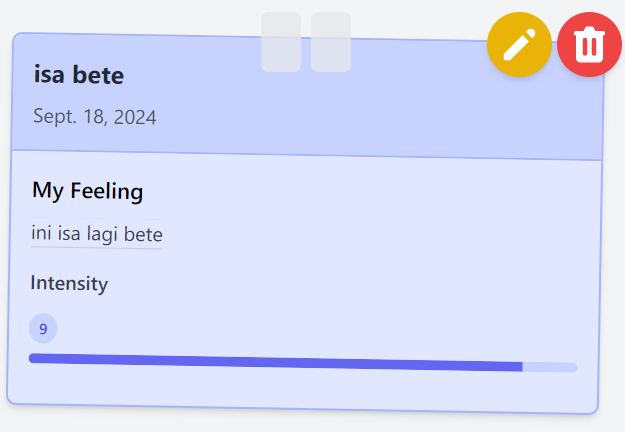 isa bete
Sept. 18, 2024
My Feeling
ini isa lagi bete
Intensity
9